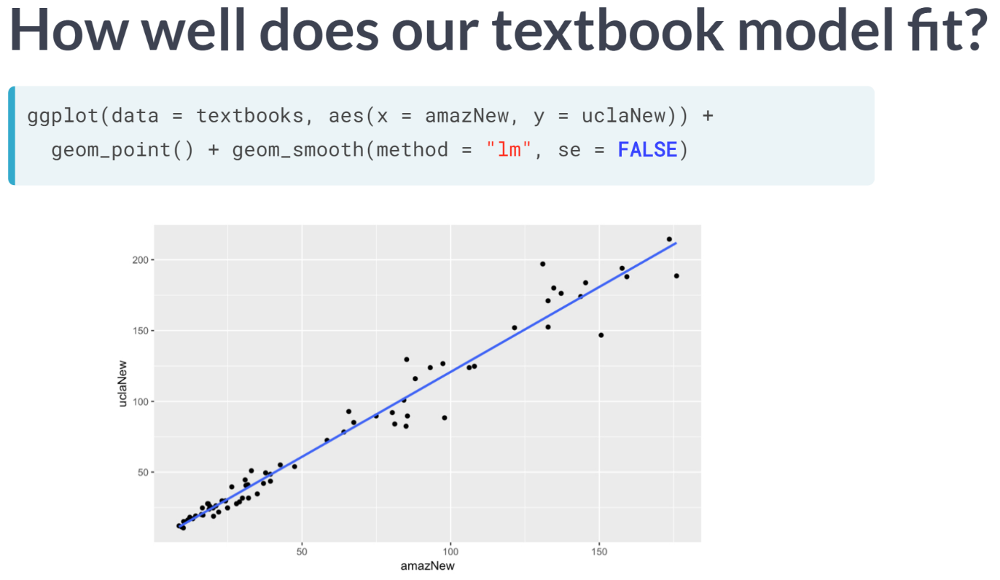 How well does our textbook model fit?
ggplot(data = textbooks, aes(x = amazNew, y = uclaNew)) +
  geom_point() + geom_smooth(method = "lm", se = FALSE)
200
150
uclaNew
100
50
50 100 150
amazNew